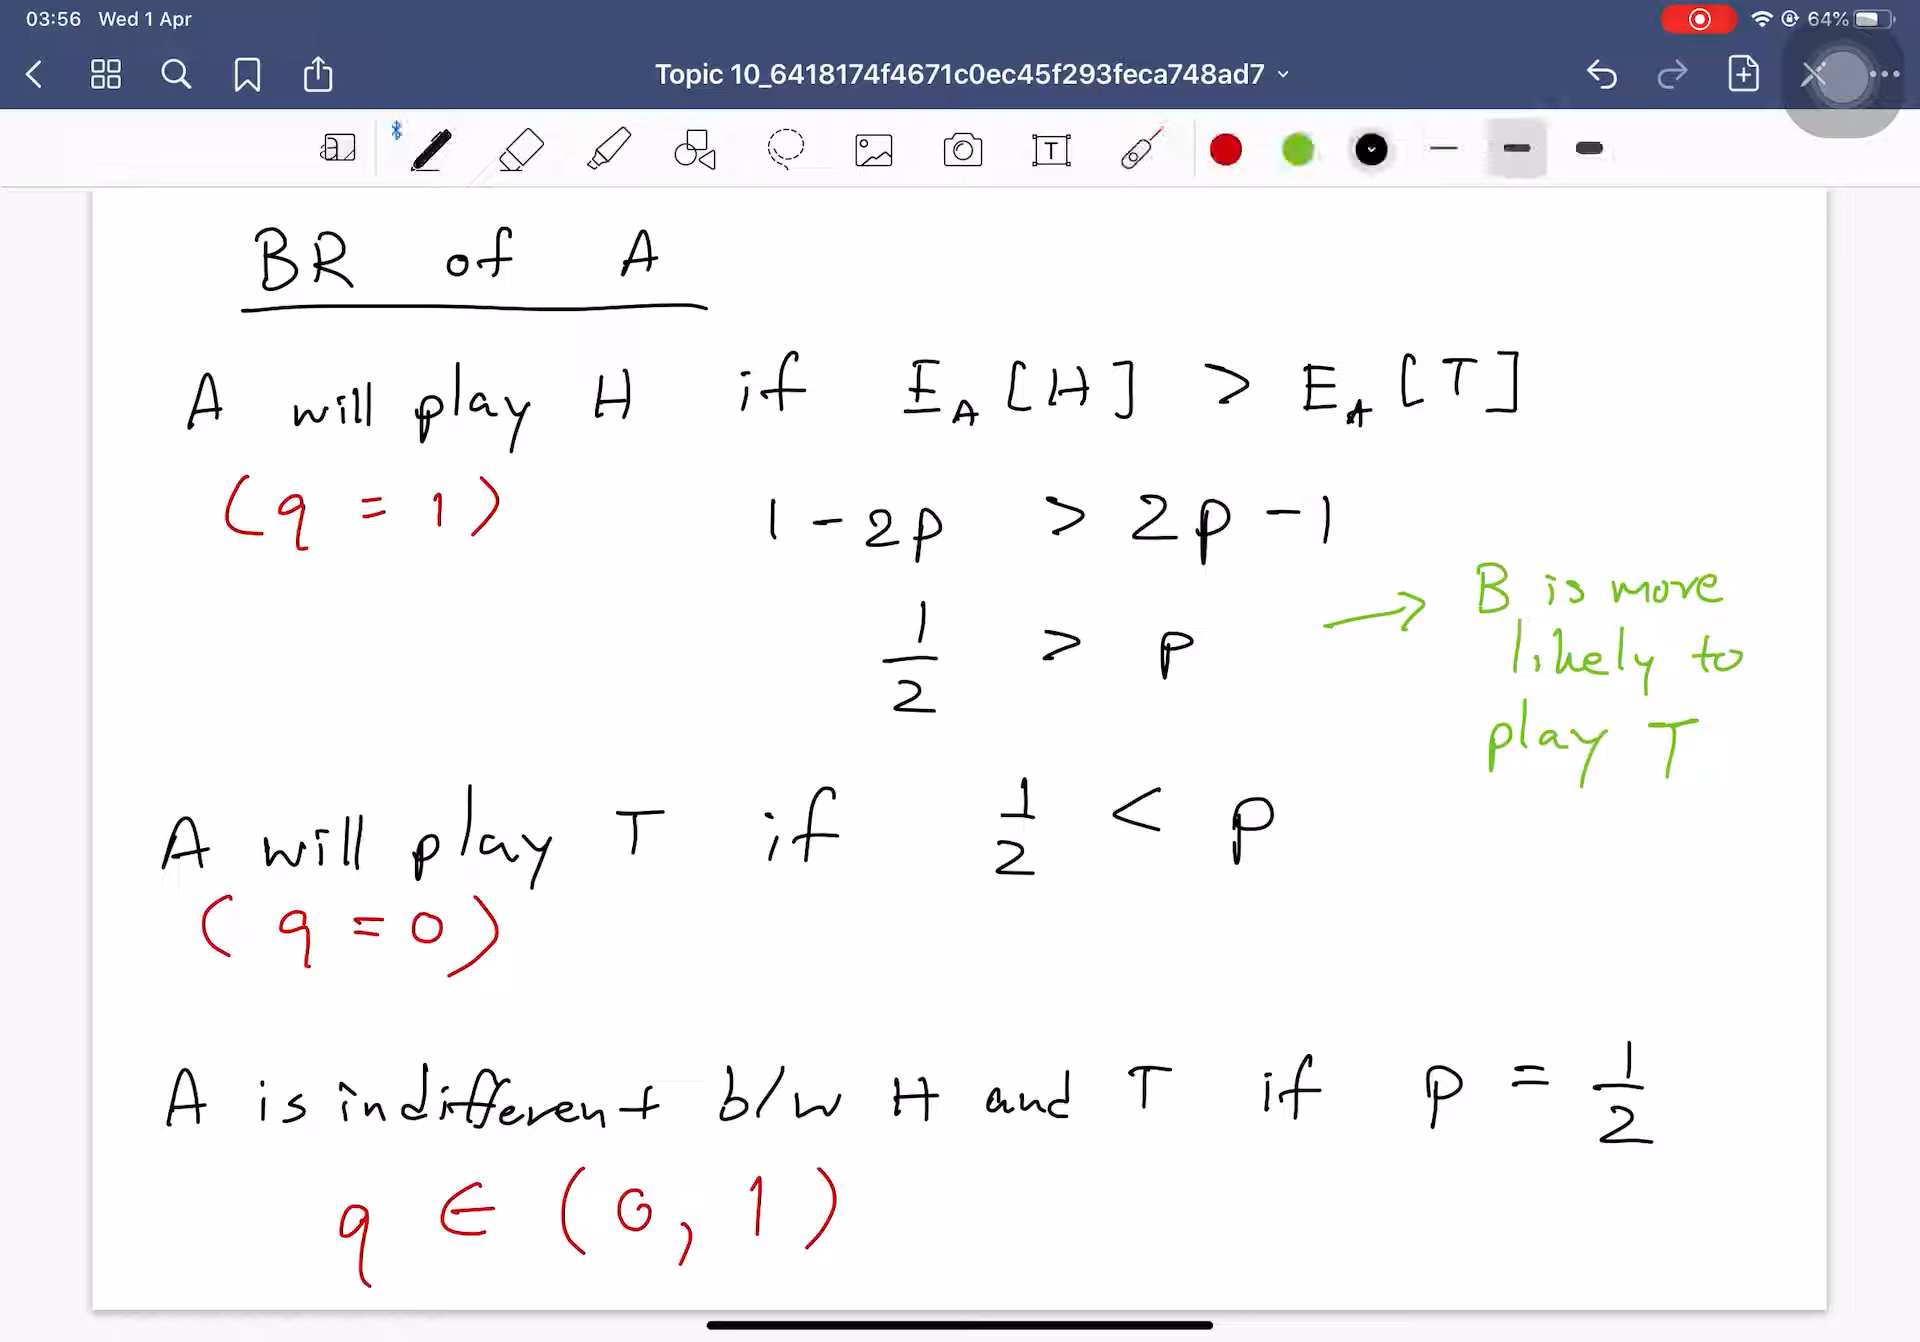 03:56 Wed 1 Apr
64%
Topic 10_6418174f4671c0ec45f293feca748ad7
BR of A
A will play H if E_A [H] > E_A [T]
(q = 1)
1 - 2p > 2p - 1
1/2 > p → B is more
likely to
play T
A will play T if 1/2 < p
(q = 0)
A is indifferent b/w H and T if p = 1/2
q ∈ (0, 1)